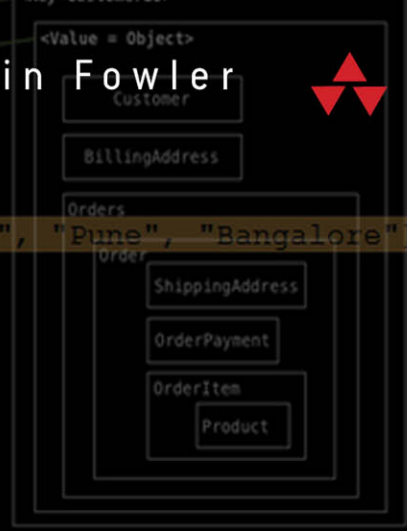 <Value = Object>
in Fowler
Customer
BillingAddress
Orders
", "Pune", "Bangalore"
Order
ShippingAddress
OrderPayment
OrderItem
Product